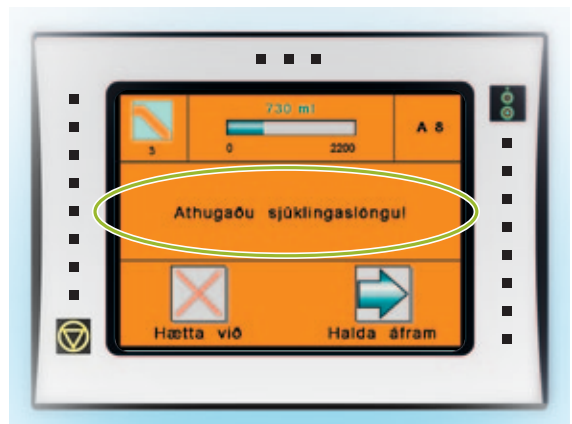 730 ml
A 8
3
0 2200
Athugaðu sjúklingaslöngu!
Hætta við
Halda áfram